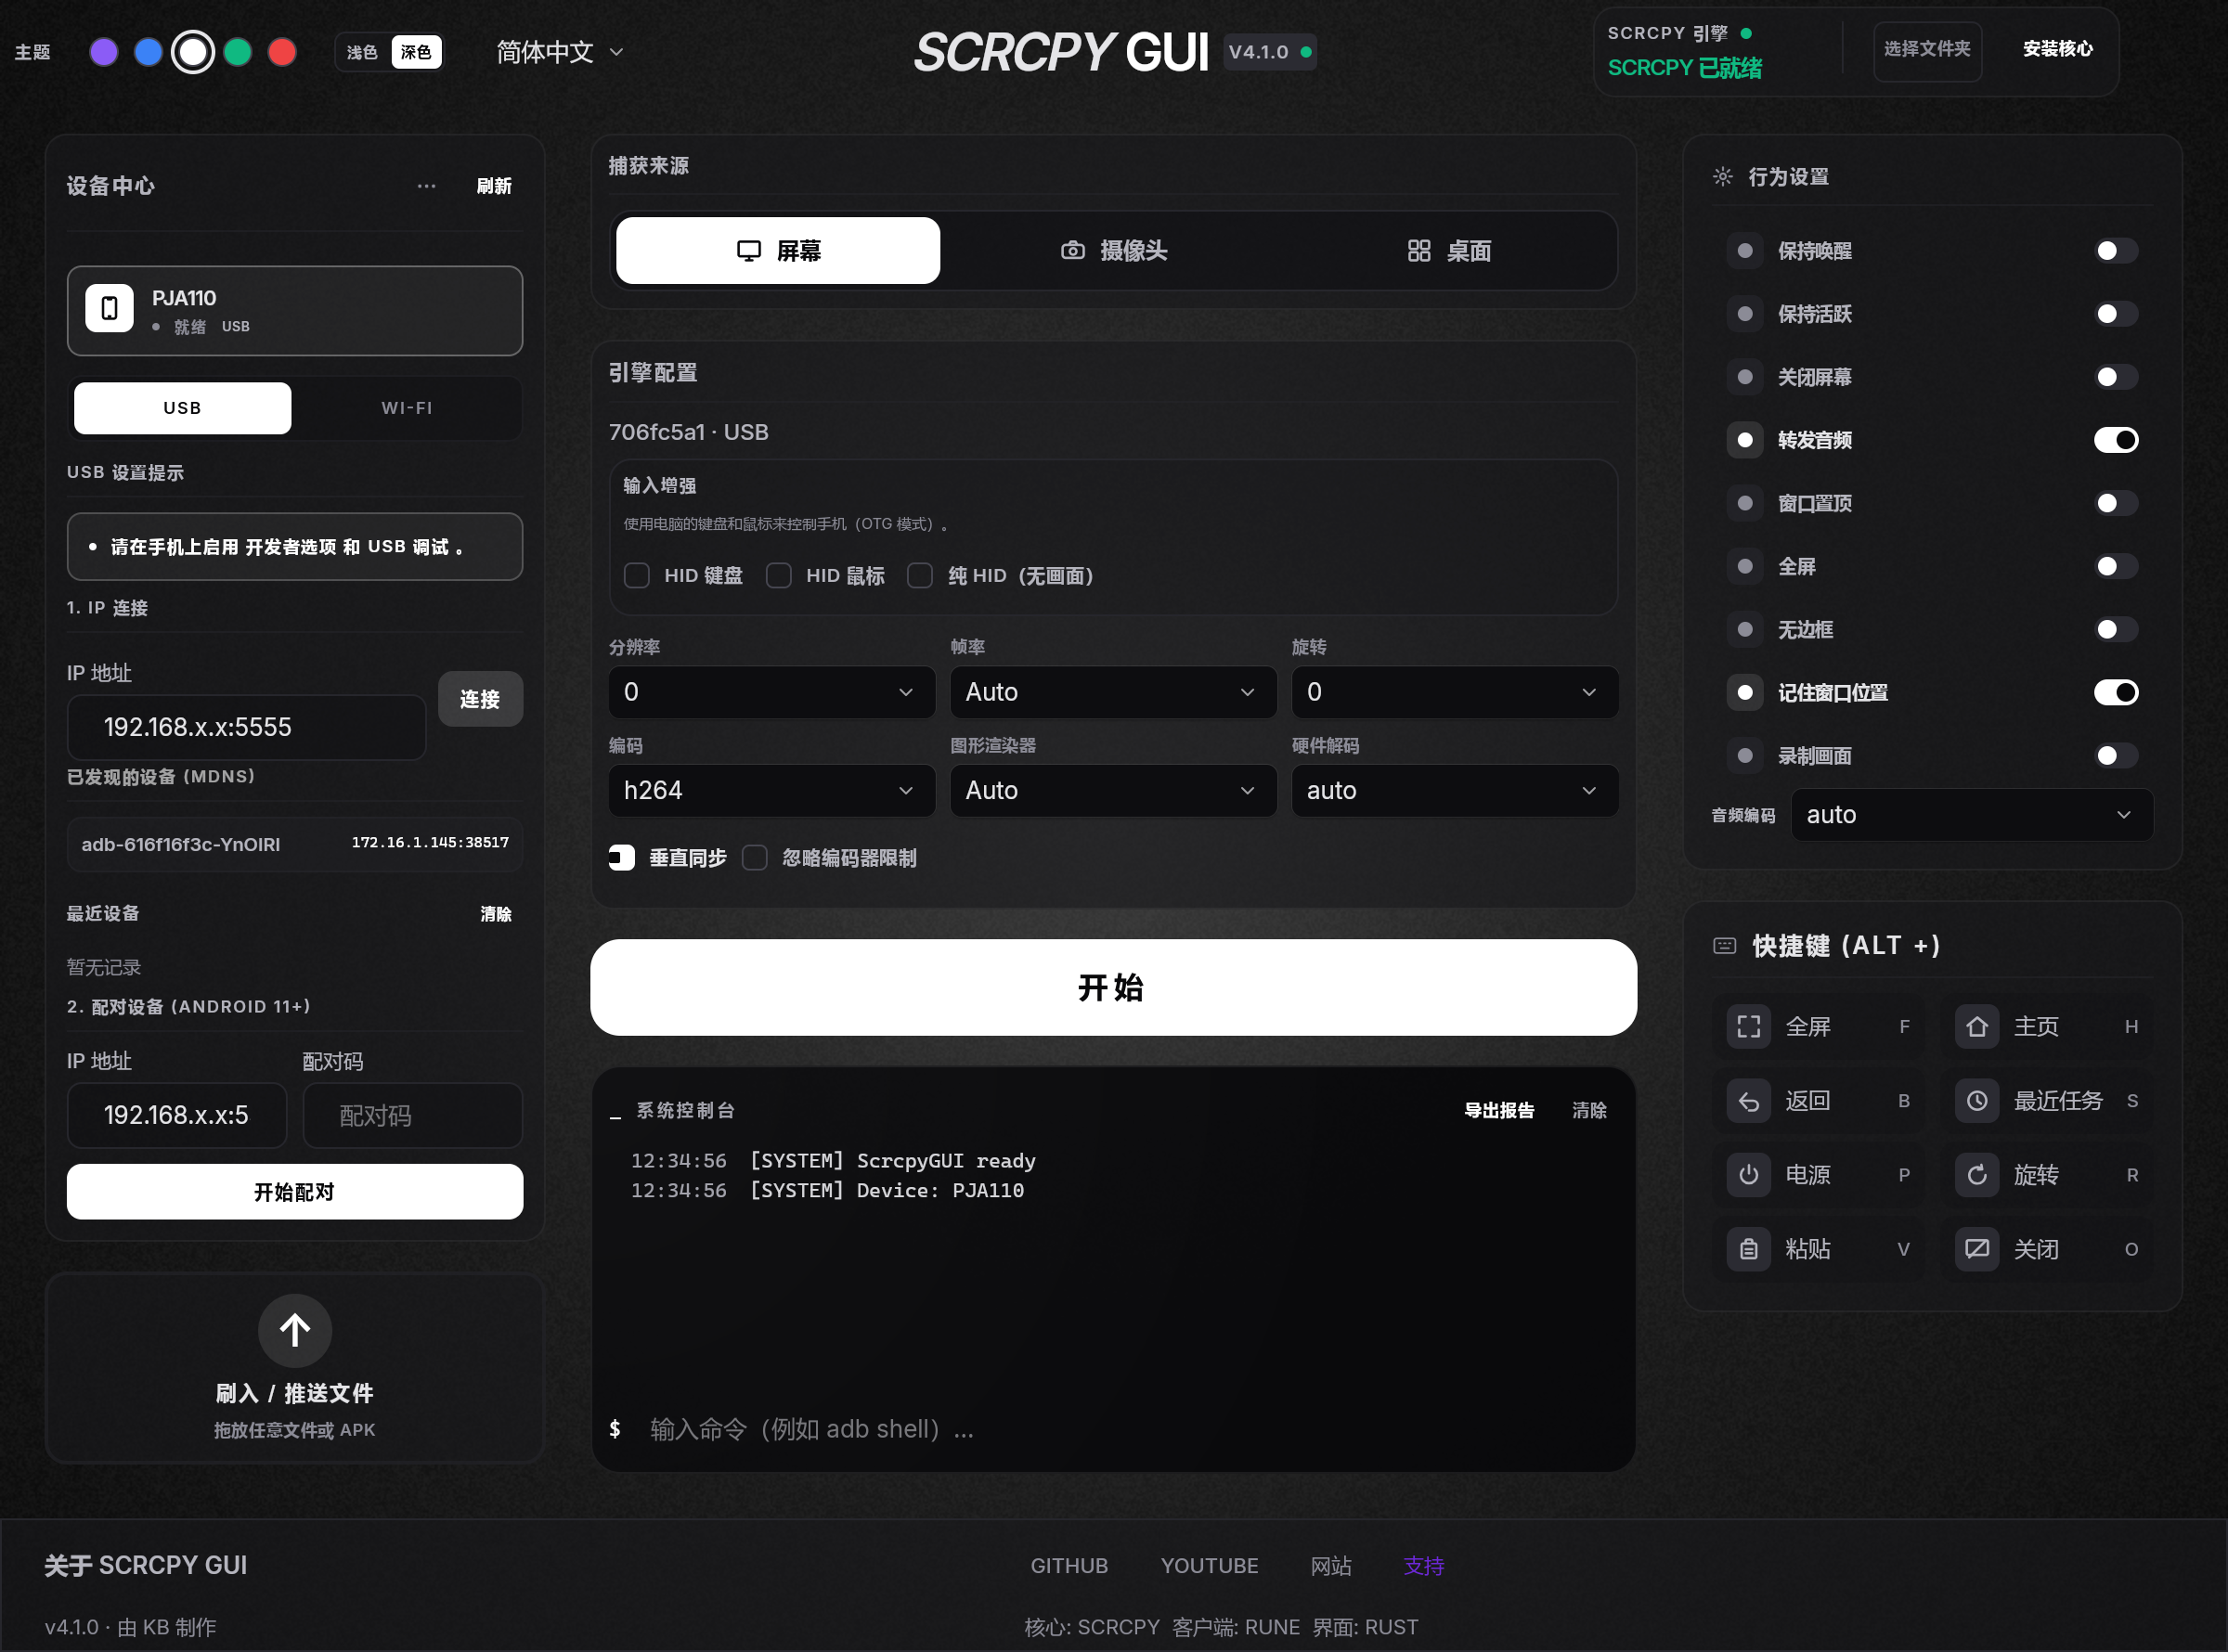 主题
浅色
深色
简体中文
SCRCPY GUI
V4.1.0
SCRCPY 引擎
SCRCPY 已就绪
选择文件夹
安装核心
设备中心
...
刷新
PJA110
就绪 USB
USB
WI-FI
USB 设置提示
• 请在手机上启用 开发者选项 和 USB 调试 。
1. IP 连接
IP 地址
192.168.x.x:5555
连接
已发现的设备 (MDNS)
adb-616f16f3c-YnOIRI
172.16.1.145:38517
最近设备
清除
暂无记录
2. 配对设备 (ANDROID 11+)
IP 地址
配对码
192.168.x.x:5
配对码
开始配对
刷入 / 推送文件
拖放任意文件或 APK
捕获来源
屏幕
摄像头
桌面
引擎配置
706fc5a1 · USB
输入增强
使用电脑的键盘和鼠标来控制手机（OTG 模式）。
HID 键盘
HID 鼠标
纯 HID（无画面）
分辨率
帧率
旋转
0
Auto
0
编码
图形渲染器
硬件解码
h264
Auto
auto
垂直同步
忽略编码器限制
开始
_ 系统控制台
导出报告
清除
12:34:56 [SYSTEM] ScrcpyGUI ready
12:34:56 [SYSTEM] Device: PJA110
$ 输入命令（例如 adb shell）...
行为设置
保持唤醒
保持活跃
关闭屏幕
转发音频
窗口置顶
全屏
无边框
记住窗口位置
录制画面
音频编码
auto
快捷键 (ALT +)
全屏 F
主页 H
返回 B
最近任务 S
电源 P
旋转 R
粘贴 V
关闭 O
关于 SCRCPY GUI
GITHUB
YOUTUBE
网站
支持
v4.1.0 · 由 KB 制作
核心: SCRCPY 客户端: RUNE 界面: RUST